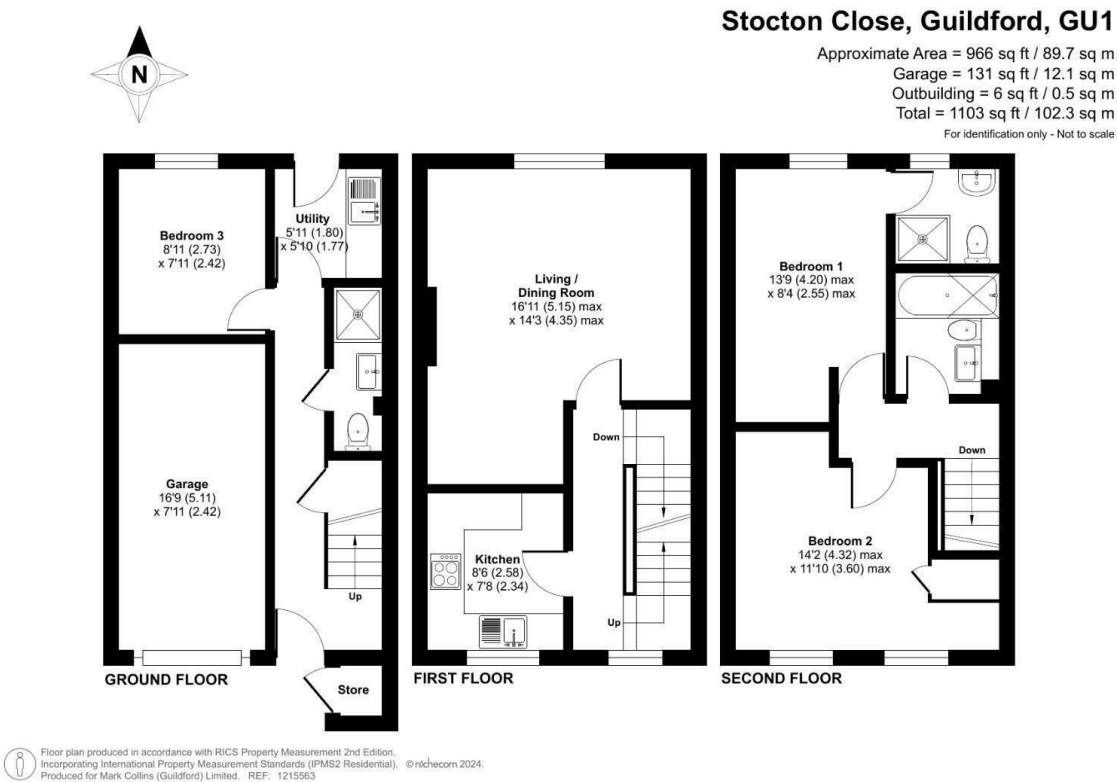 Stocton Close, Guildford, GU1
Approximate Area = 966 sq ft / 89.7 sq m
Garage = 131 sq ft / 12.1 sq m
Outbuilding = 6 sq ft / 0.5 sq m
Total = 1103 sq ft / 102.3 sq m
For identification only - Not to scale
N
Bedroom 3
8'11 (2.73)
x 7'11 (2.42)
Utility
5'11 (1.80)
x 5'10 (1.77)
Garage
16'9 (5.11)
x 7'11 (2.42)
Up
Store
GROUND FLOOR
Living /
Dining Room
16'11 (5.15) max
x 14'3 (4.35) max
Down
Kitchen
8'6 (2.58)
x 7'8 (2.34)
Up
FIRST FLOOR
Bedroom 1
13'9 (4.20) max
x 8'4 (2.55) max
Down
Bedroom 2
14'2 (4.32) max
x 11'10 (3.60) max
SECOND FLOOR
Floor plan produced in accordance with RICS Property Measurement 2nd Edition,
Incorporating International Property Measurement Standards (IPMS2 Residential). © nichecom 2024.
Produced for Mark Collins (Guildford) Limited. REF: 1215563